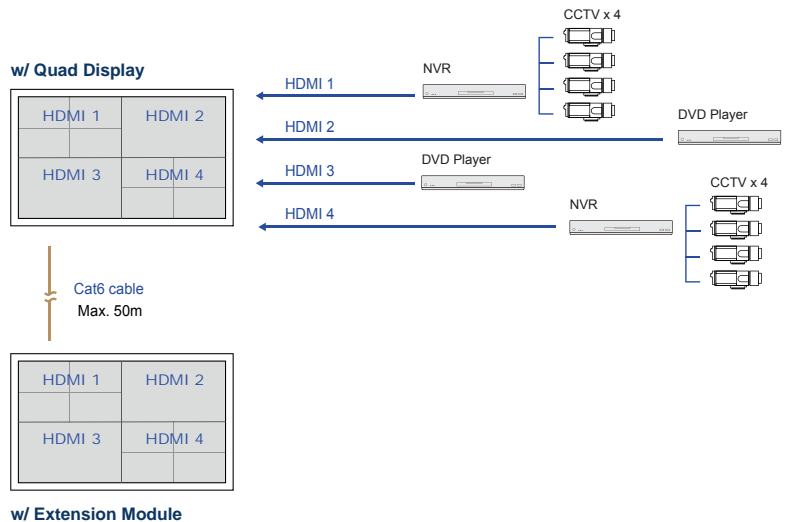 CCTV x 4
w/ Quad Display
NVR
HDMI 1
HDMI 1
HDMI 2
HDMI 2
DVD Player
HDMI 3
HDMI 4
HDMI 3
DVD Player
HDMI 4
NVR
CCTV x 4
Cat6 cable
Max. 50m
HDMI 1
HDMI 2
HDMI 3
HDMI 4
w/ Extension Module